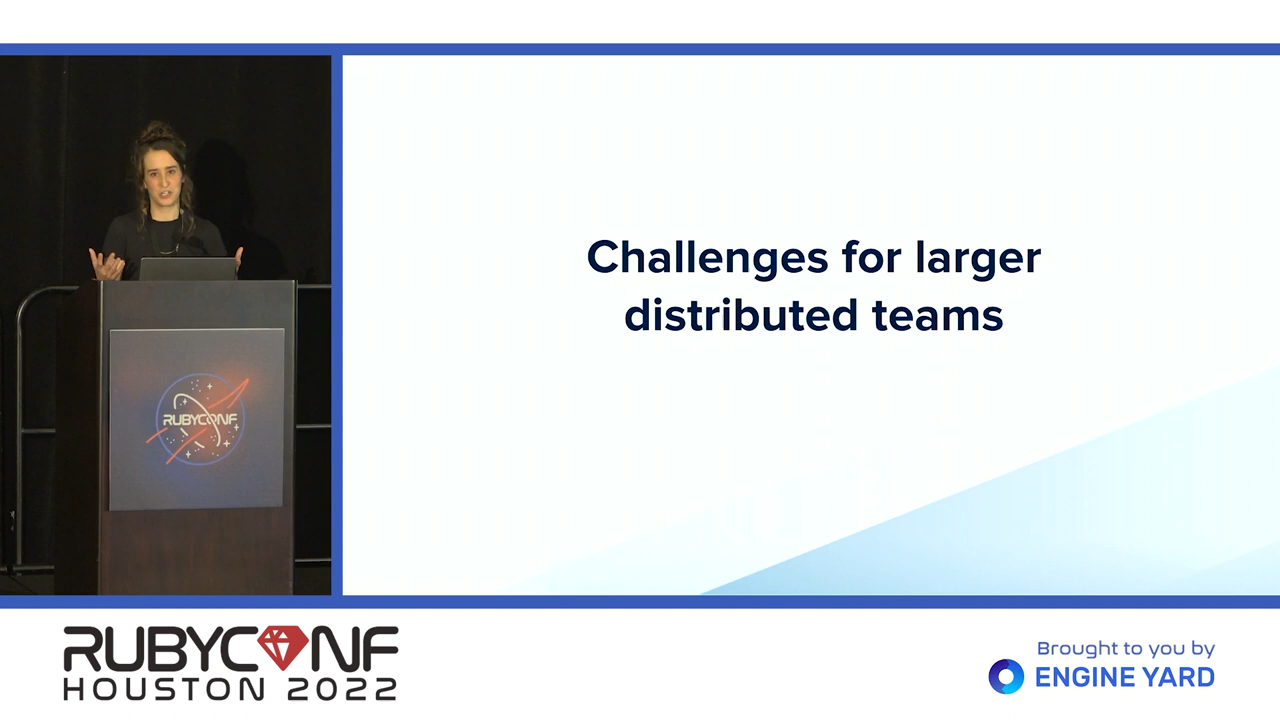 Challenges for larger
distributed teams
RUBYCONF
RUBYCONF
HOUSTON 2022
Brought to you by
ENGINE YARD